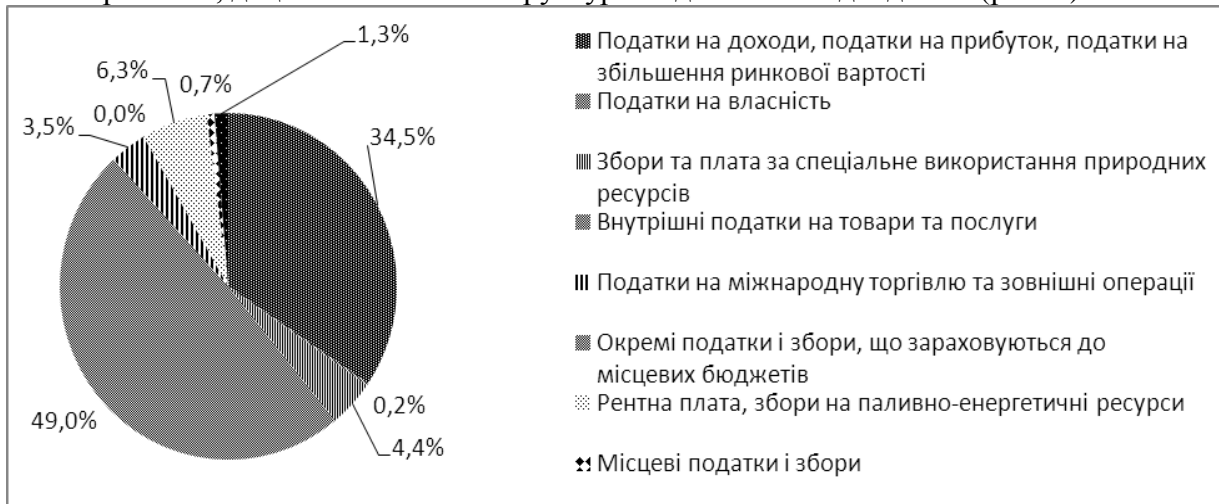 1,3%
6,3%
0,7%
0,0%
3,5%
34,5%
49,0%
0,2%
4,4%
Податки на доходи, податки на прибуток, податки на
збільшення ринкової вартості
Податки на власність
Збори та плата за спеціальне використання природних
ресурсів
Внутрішні податки на товари та послуги
Податки на міжнародну торгівлю та зовнішні операції
Окремі податки і збори, що зараховуються до
місцевих бюджетів
Рентна плата, збори на паливно-енергетичні ресурси
Місцеві податки і збори